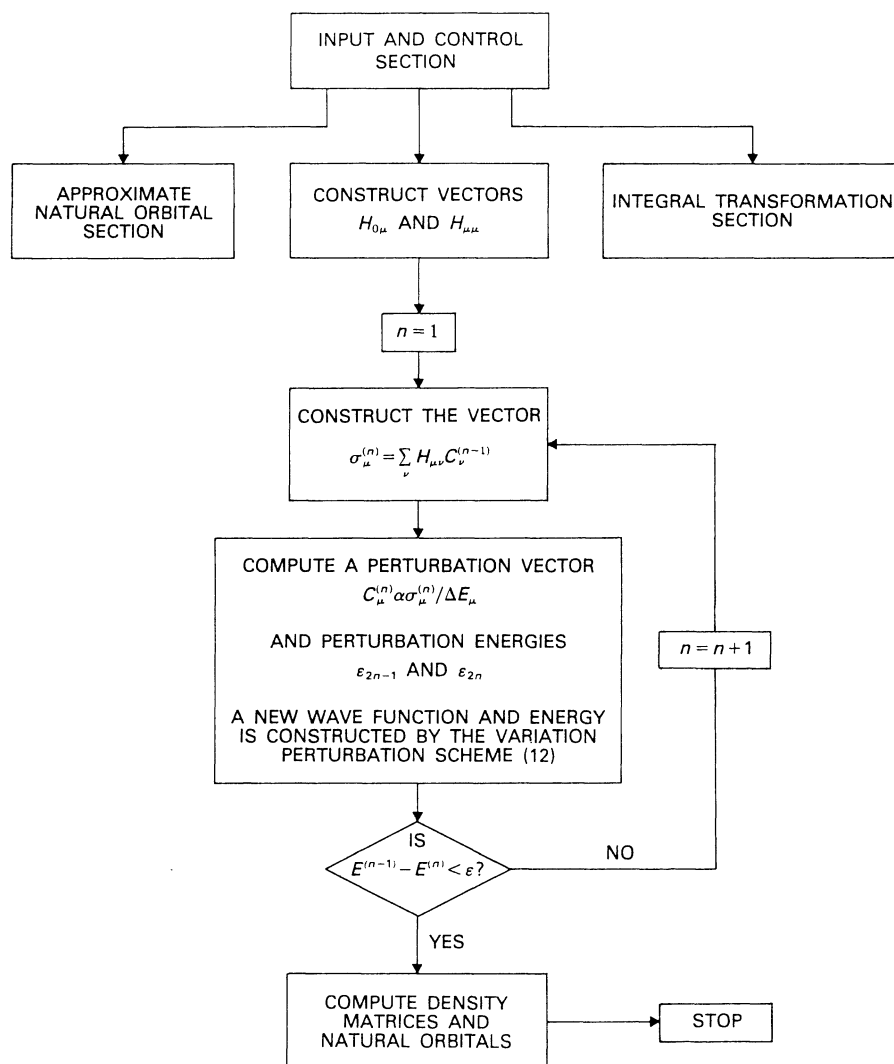 INPUT AND CONTROL
SECTION
APPROXIMATE
NATURAL ORBITAL
SECTION
CONSTRUCT VECTORS
H₀μ AND Hμμ
INTEGRAL TRANSFORMATION
SECTION
n = 1
CONSTRUCT THE VECTOR
σμ⁽ⁿ⁾ = Σν Hμν Cν⁽ⁿ⁻¹⁾
COMPUTE A PERTURBATION VECTOR
Cμ⁽ⁿ⁾ασμ⁽ⁿ⁾/ΔEμ
AND PERTURBATION ENERGIES
ε₂ₙ₋₁ AND ε₂ₙ
A NEW WAVE FUNCTION AND ENERGY
IS CONSTRUCTED BY THE VARIATION
PERTURBATION SCHEME (12)
n = n + 1
IS
E⁽ⁿ⁻¹⁾ − E⁽ⁿ⁾ < ε?
NO
YES
COMPUTE DENSITY
MATRICES AND
NATURAL ORBITALS
STOP